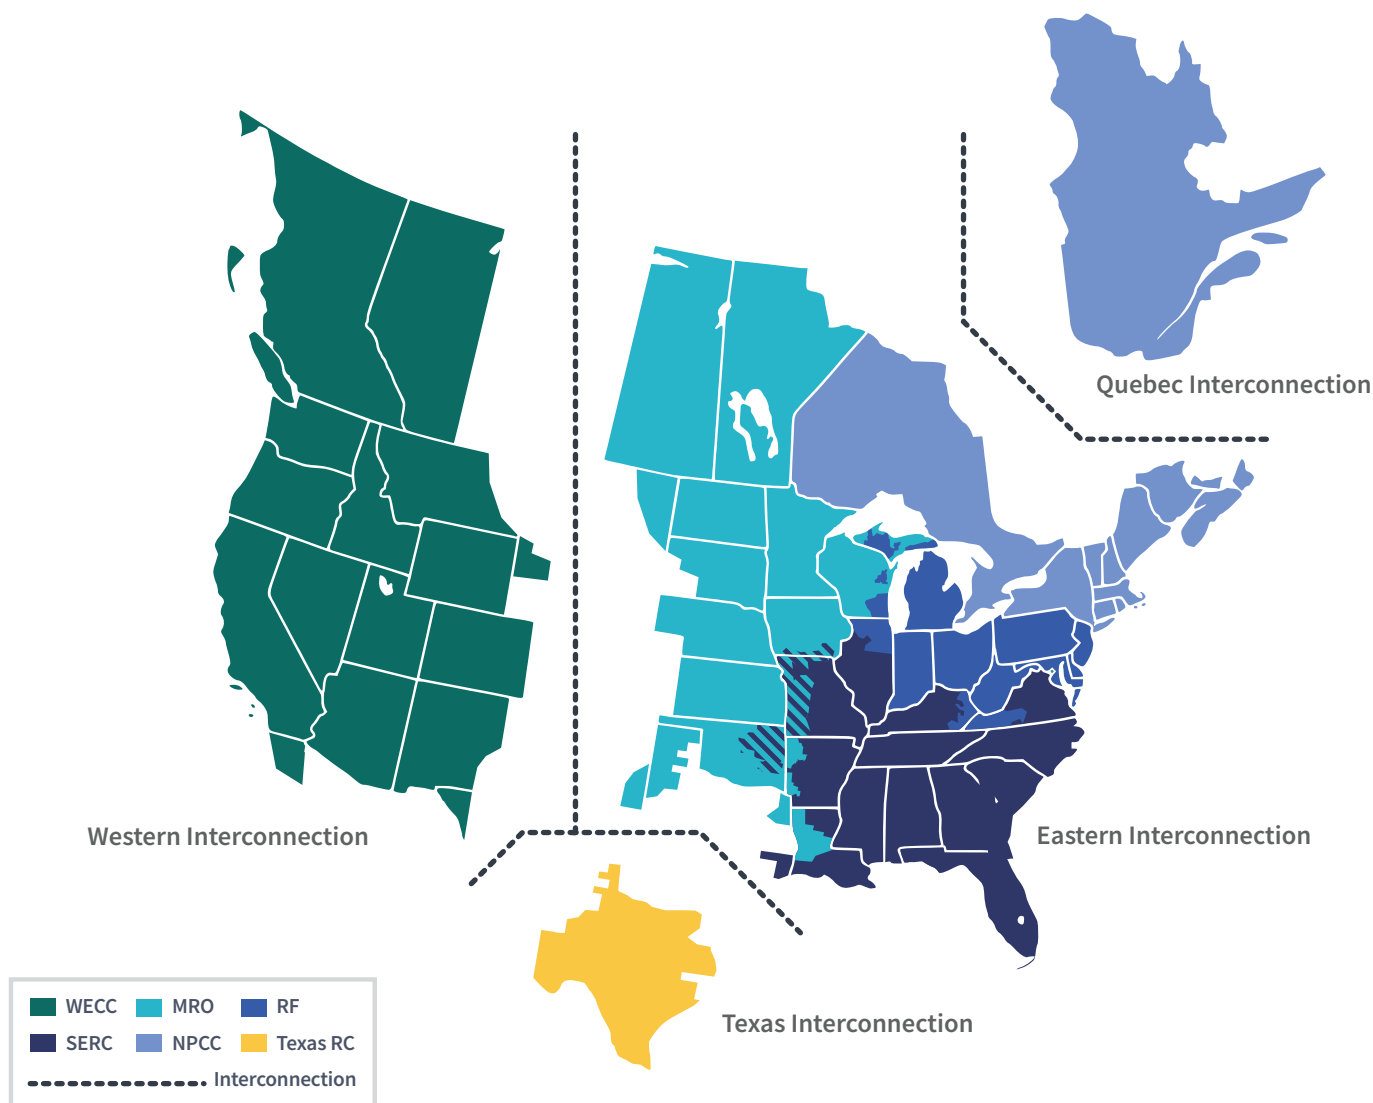 Quebec Interconnection
Western Interconnection
Eastern Interconnection
Texas Interconnection
WECC MRO RF
SERC NPCC Texas RC
Interconnection